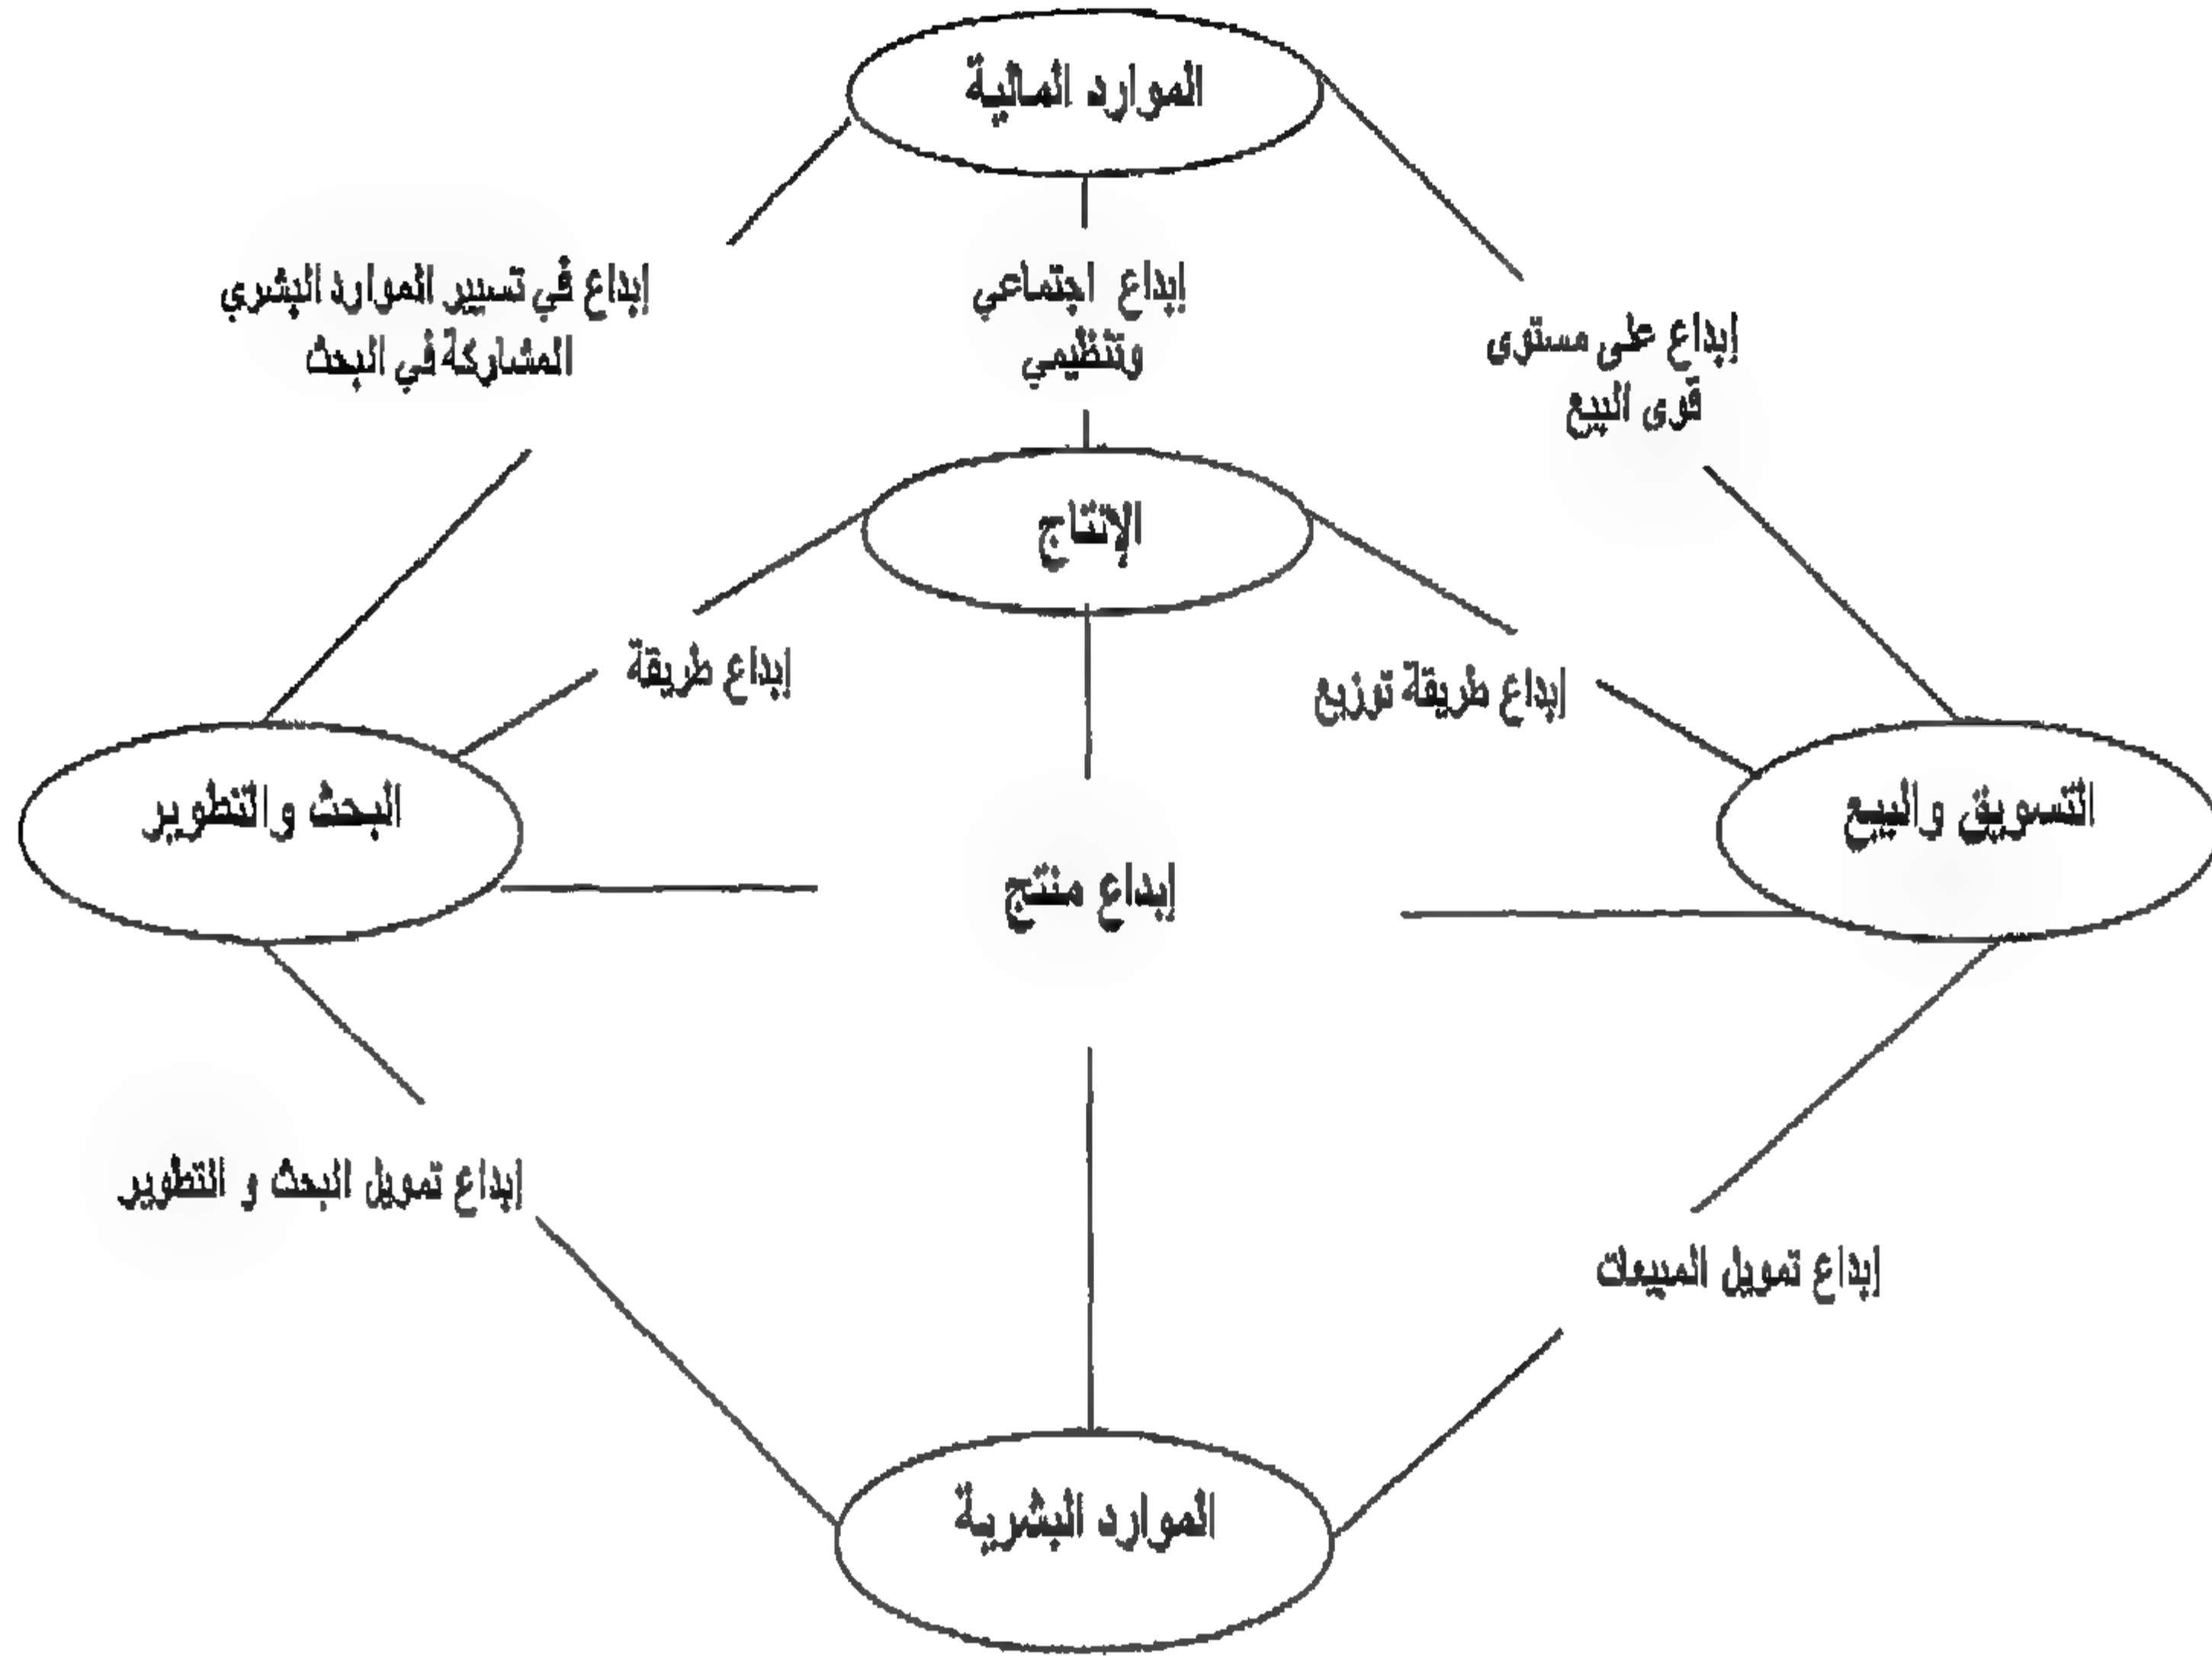 الموارد المالية
إبداع على مستوى
قوى البيع
إبداع اجتماعي
وتنظيمي
إبداع في تسيير الموارد البشري
المشاركة في البحث
الإنتاج
إبداع طريقة توزيع
إبداع طريقة
التسويق والبيع
إبداع منتج
البحث والتطوير
إبداع تمويل المبيعات
إبداع تمويل البحث و التطوير
الموارد البشرية